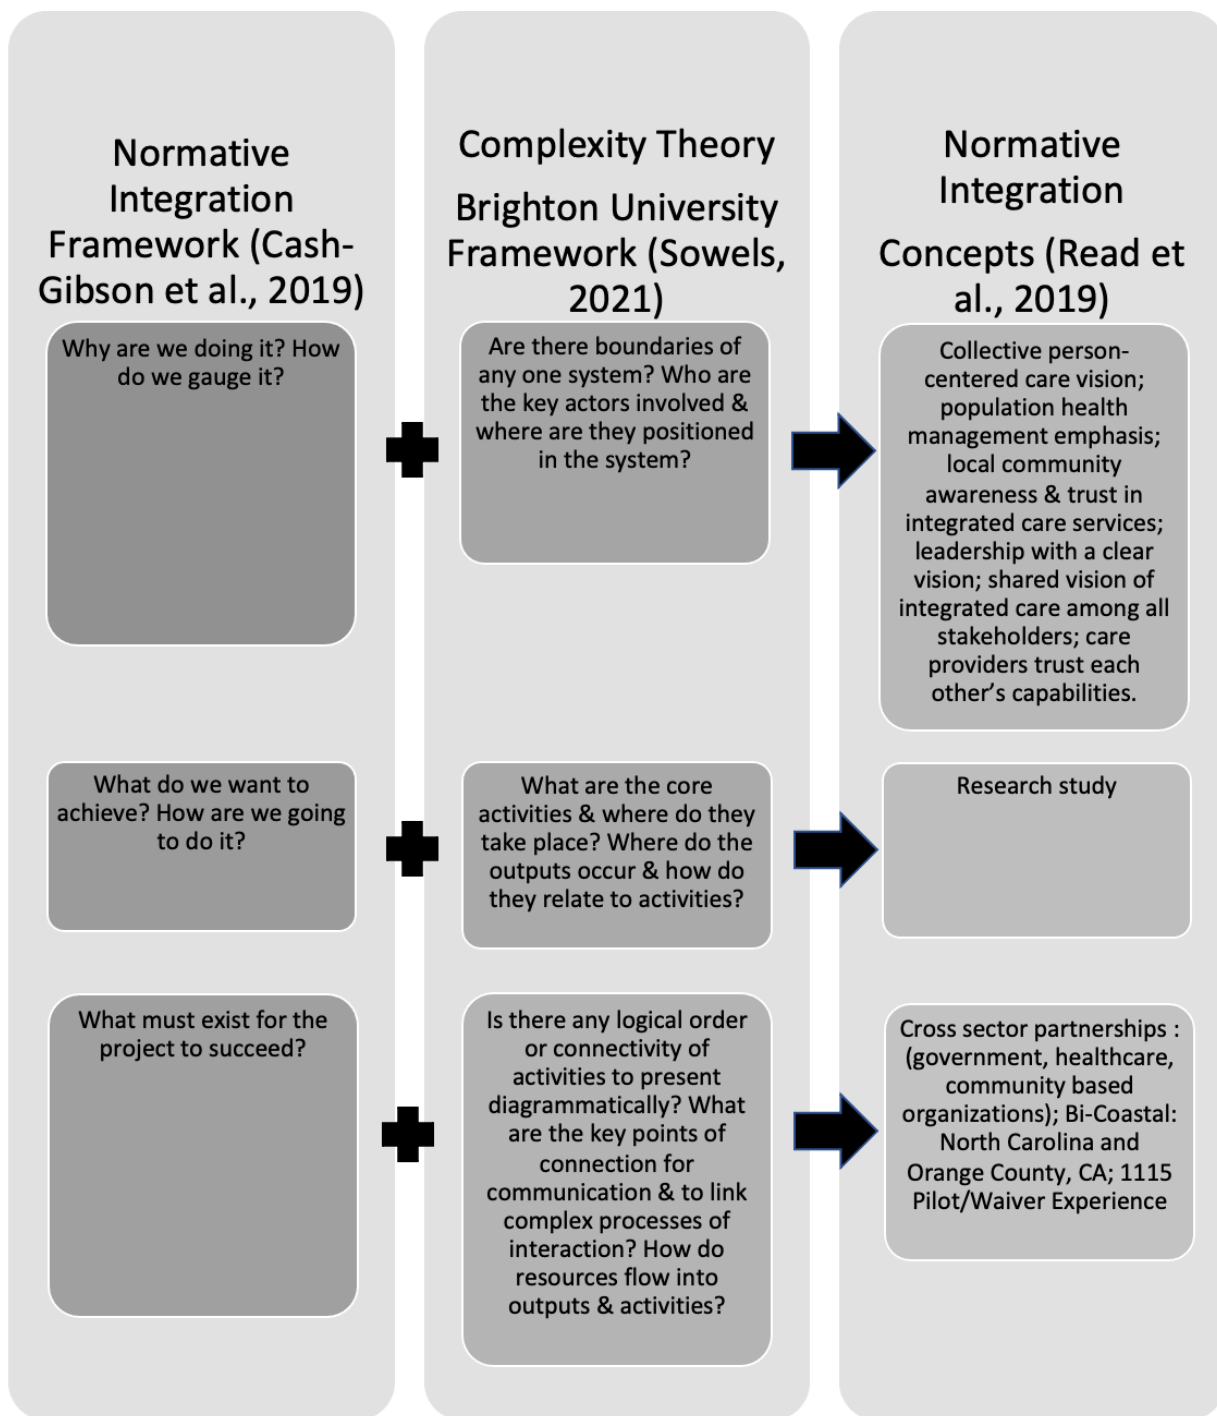 Normative
Integration
Framework (Cash-
Gibson et al., 2019)
Why are we doing it? How
do we gauge it?
What do we want to
achieve? How are we going
to do it?
What must exist for the
project to succeed?
Complexity Theory
Brighton University
Framework (Sowels,
2021)
Are there boundaries of
any one system? Who are
the key actors involved &
where are they positioned
in the system?
What are the core
activities & where do they
take place? Where do the
outputs occur & how do
they relate to activities?
Is there any logical order
or connectivity of
activities to present
diagrammatically? What
are the key points of
connection for
communication & to link
complex processes of
interaction? How do
resources flow into
outputs & activities?
Normative
Integration
Concepts (Read et
al., 2019)
Collective person-
centered care vision;
population health
management emphasis;
local community
awareness & trust in
integrated care services;
leadership with a clear
vision; shared vision of
integrated care among all
stakeholders; care
providers trust each
other’s capabilities.
Research study
Cross sector partnerships :
(government, healthcare,
community based
organizations); Bi-Coastal:
North Carolina and
Orange County, CA; 1115
Pilot/Waiver Experience